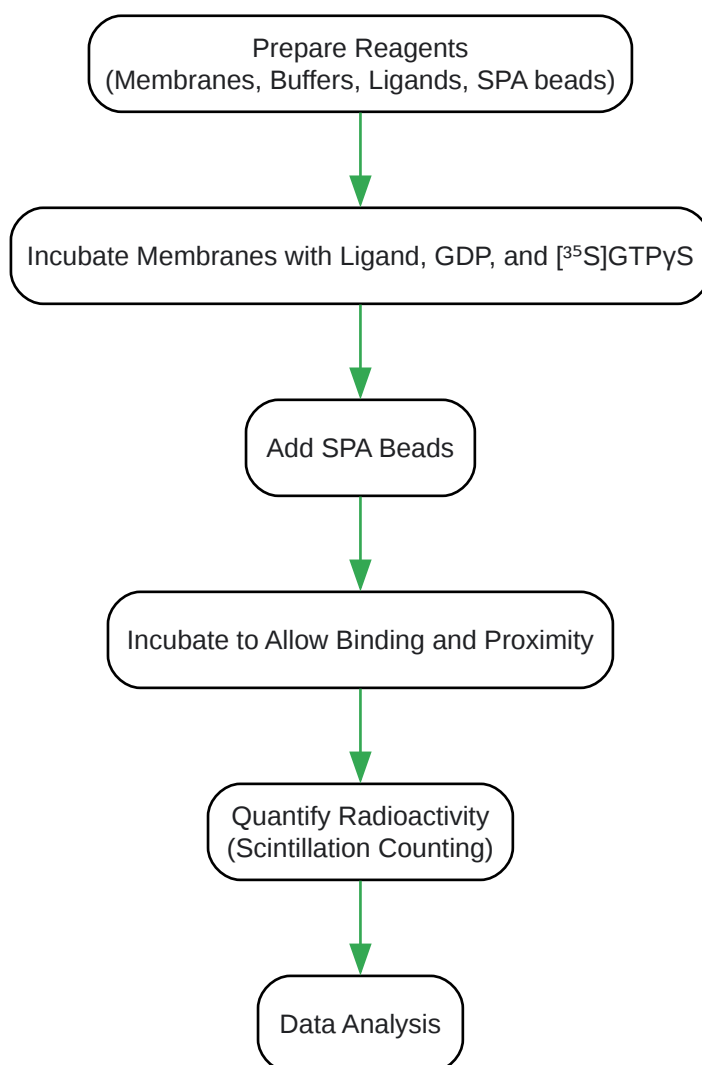 Prepare Reagents
(Membranes, Buffers, Ligands, SPA beads)
Incubate Membranes with Ligand, GDP, and [³⁵S]GTPγS
Add SPA Beads
Incubate to Allow Binding and Proximity
Quantify Radioactivity
(Scintillation Counting)
Data Analysis